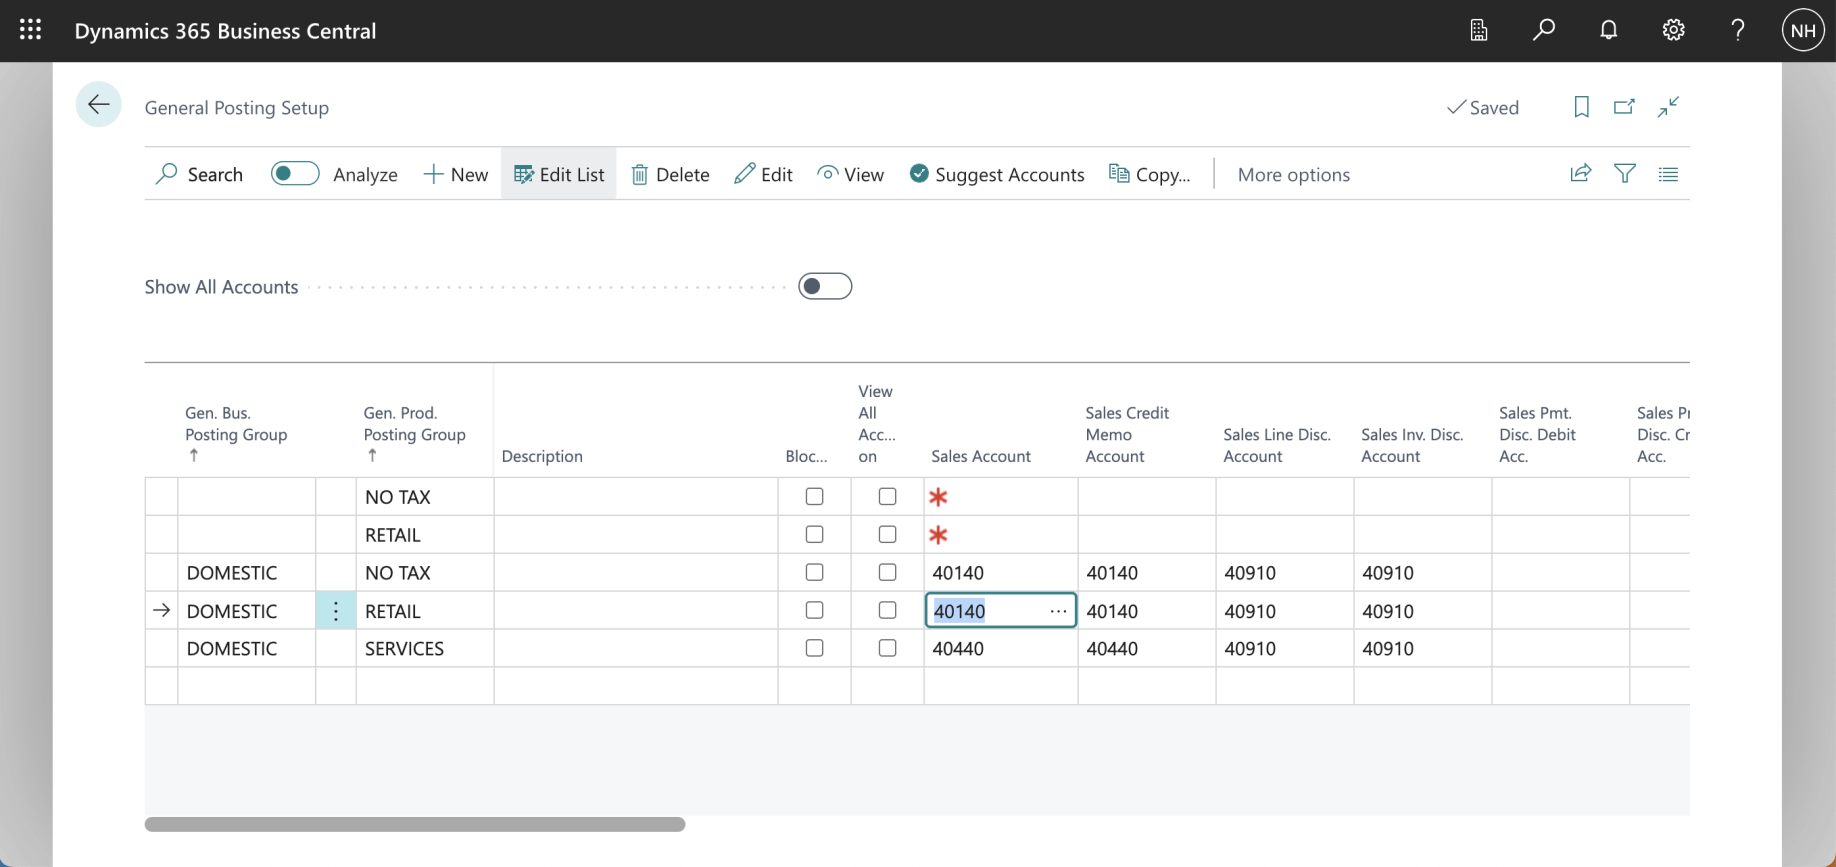 Dynamics 365 Business Central
?
NH
General Posting Setup
Saved
Search
Analyze
New
Edit List
Delete
Edit
View
Suggest Accounts
Copy...
More options
Show All Accounts
Gen. Bus.
Posting Group
↑
Gen. Prod.
Posting Group
↑
Description
Bloc...
View
All
Acc...
on
Sales Account
Sales Credit
Memo
Account
Sales Line Disc.
Account
Sales Inv. Disc.
Account
Sales Pmt.
Disc. Debit
Acc.
Sales P
Disc. Cr
Acc.
NO TAX *
RETAIL *
DOMESTIC NO TAX 40140 40140 40910 40910
→ DOMESTIC ⋮ RETAIL 40140 ··· 40140 40910 40910
DOMESTIC SERVICES 40440 40440 40910 40910